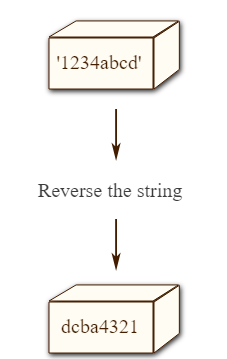 '1234abcd'
Reverse the string
dcba4321